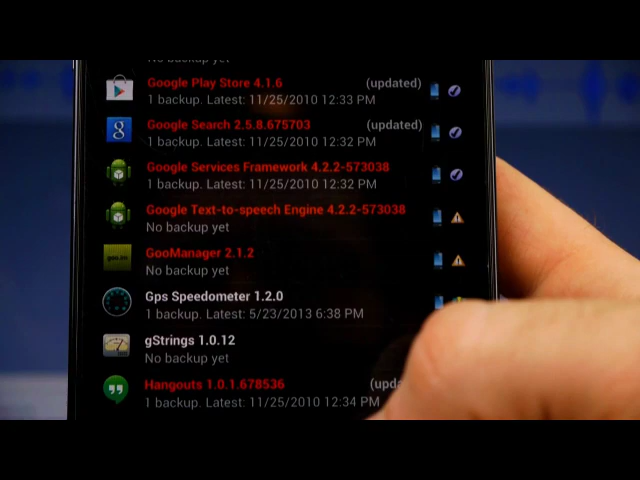 No backup yet
Google Play Store 4.1.6 (updated)
1 backup. Latest: 11/25/2010 12:33 PM
Google Search 2.5.8.675703 (updated)
1 backup. Latest: 11/25/2010 12:32 PM
Google Services Framework 4.2.2-573038
1 backup. Latest: 11/25/2010 12:32 PM
Google Text-to-speech Engine 4.2.2-573038
No backup yet
GooManager 2.1.2
No backup yet
Gps Speedometer 1.2.0
1 backup. Latest: 5/23/2013 6:38 PM
gStrings 1.0.12
No backup yet
Hangouts 1.0.1.678536 (upda
1 backup. Latest: 11/25/2010 12:34 PM